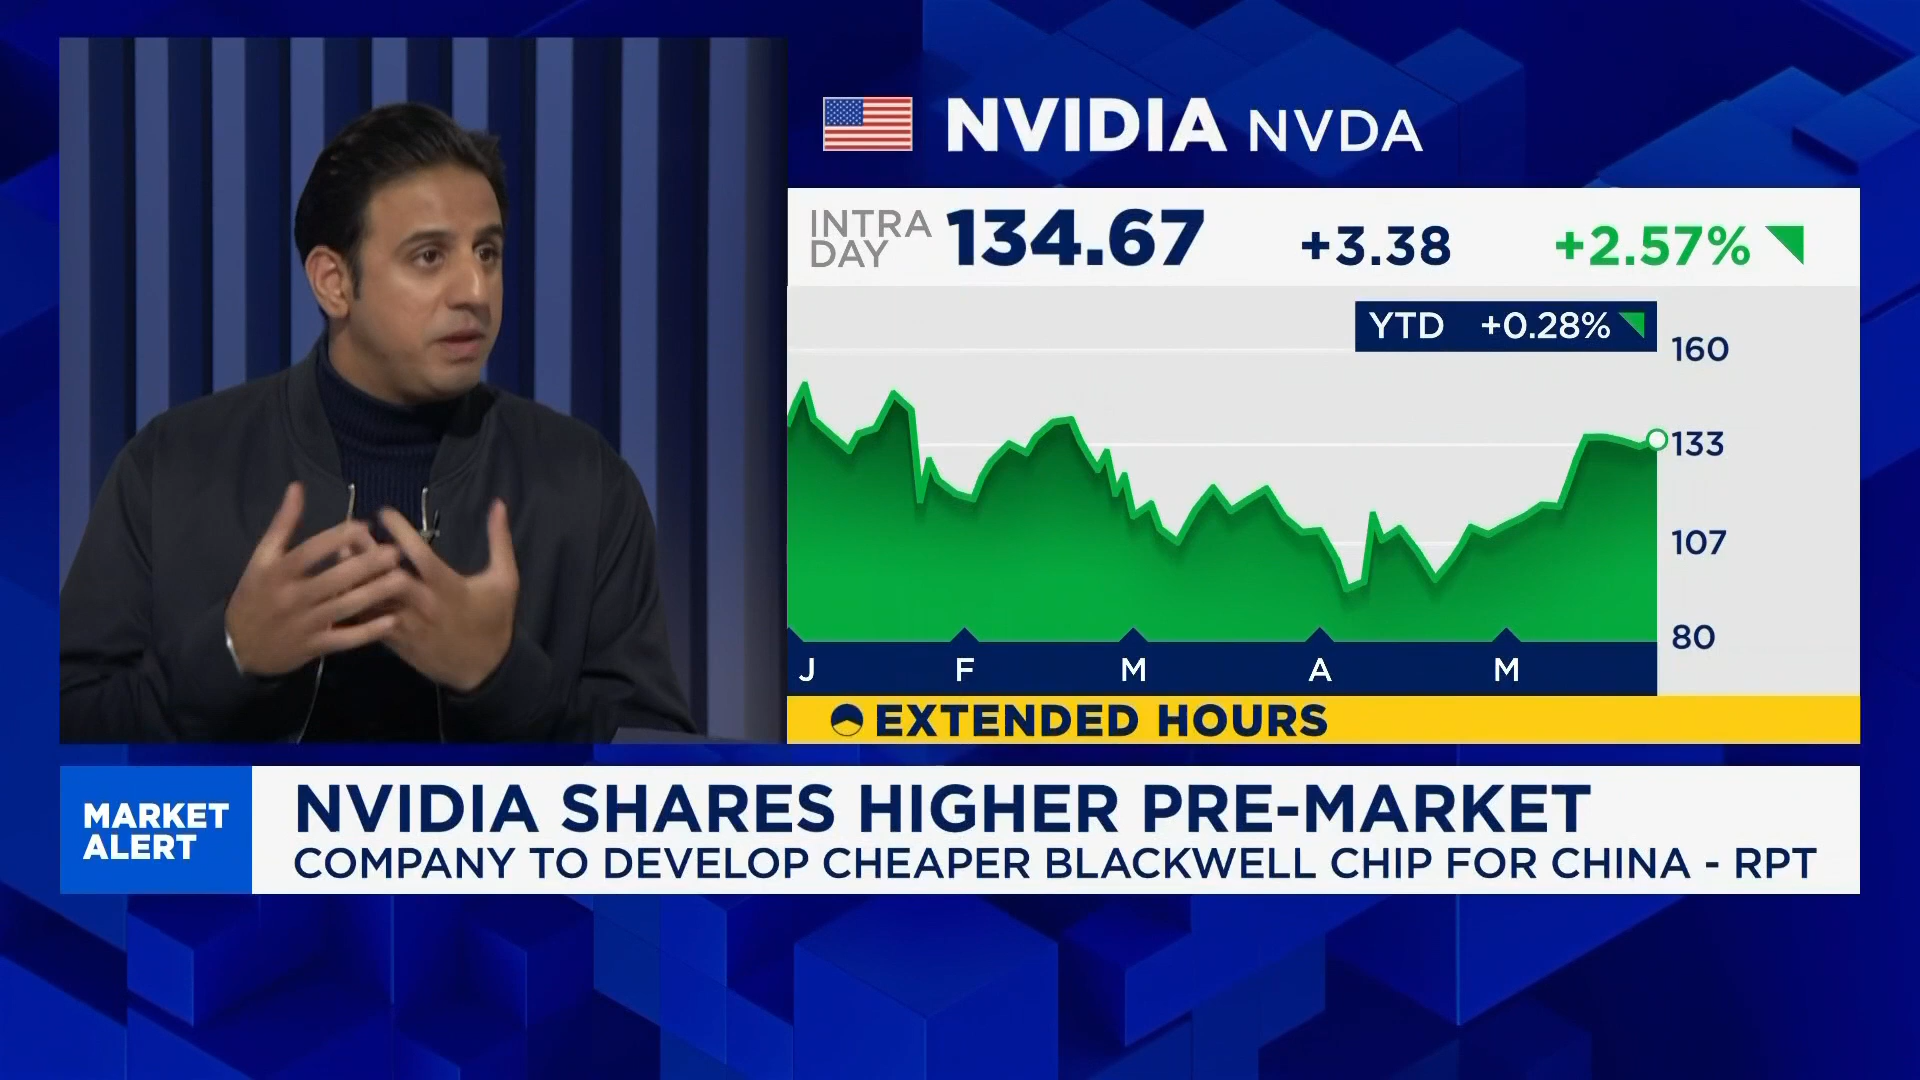 NVIDIA NVDA
INTRA DAY 134.67 +3.38 +2.57%
YTD +0.28%
160
133
107
80
J F M A M
EXTENDED HOURS
MARKET ALERT
NVIDIA SHARES HIGHER PRE-MARKET
COMPANY TO DEVELOP CHEAPER BLACKWELL CHIP FOR CHINA - RPT